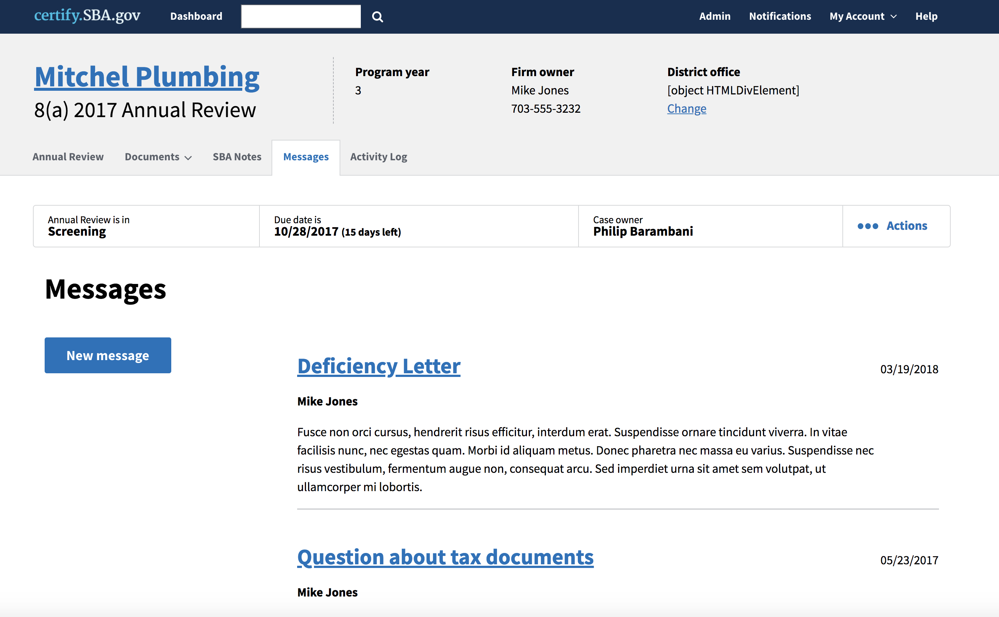 certify.SBA.gov Dashboard Admin Notifications My Account Help
Mitchel Plumbing
8(a) 2017 Annual Review
Program year
3
Firm owner
Mike Jones
703-555-3232
District office
[object HTMLDivElement]
Change
Annual Review Documents SBA Notes Messages Activity Log
Annual Review is in
Screening
Due date is
10/28/2017 (15 days left)
Case owner
Philip Barambani
Actions
Messages
New message
Deficiency Letter 03/19/2018
Mike Jones
Fusce non orci cursus, hendrerit risus efficitur, interdum erat. Suspendisse ornare tincidunt viverra. In vitae
facilisis nunc, nec egestas quam. Morbi id aliquam metus. Donec pharetra nec massa eu varius. Suspendisse nec
risus vestibulum, fermentum augue non, consequat arcu. Sed imperdiet urna sit amet sem volutpat, ut
ullamcorper mi lobortis.
Question about tax documents 05/23/2017
Mike Jones